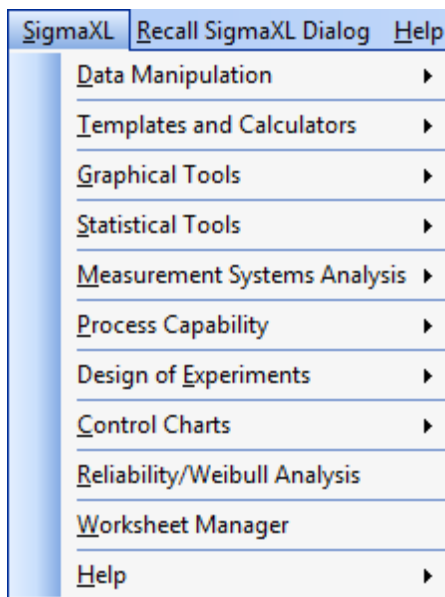 SigmaXL Recall SigmaXL Dialog Help
Data Manipulation
Templates and Calculators
Graphical Tools
Statistical Tools
Measurement Systems Analysis
Process Capability
Design of Experiments
Control Charts
Reliability/Weibull Analysis
Worksheet Manager
Help